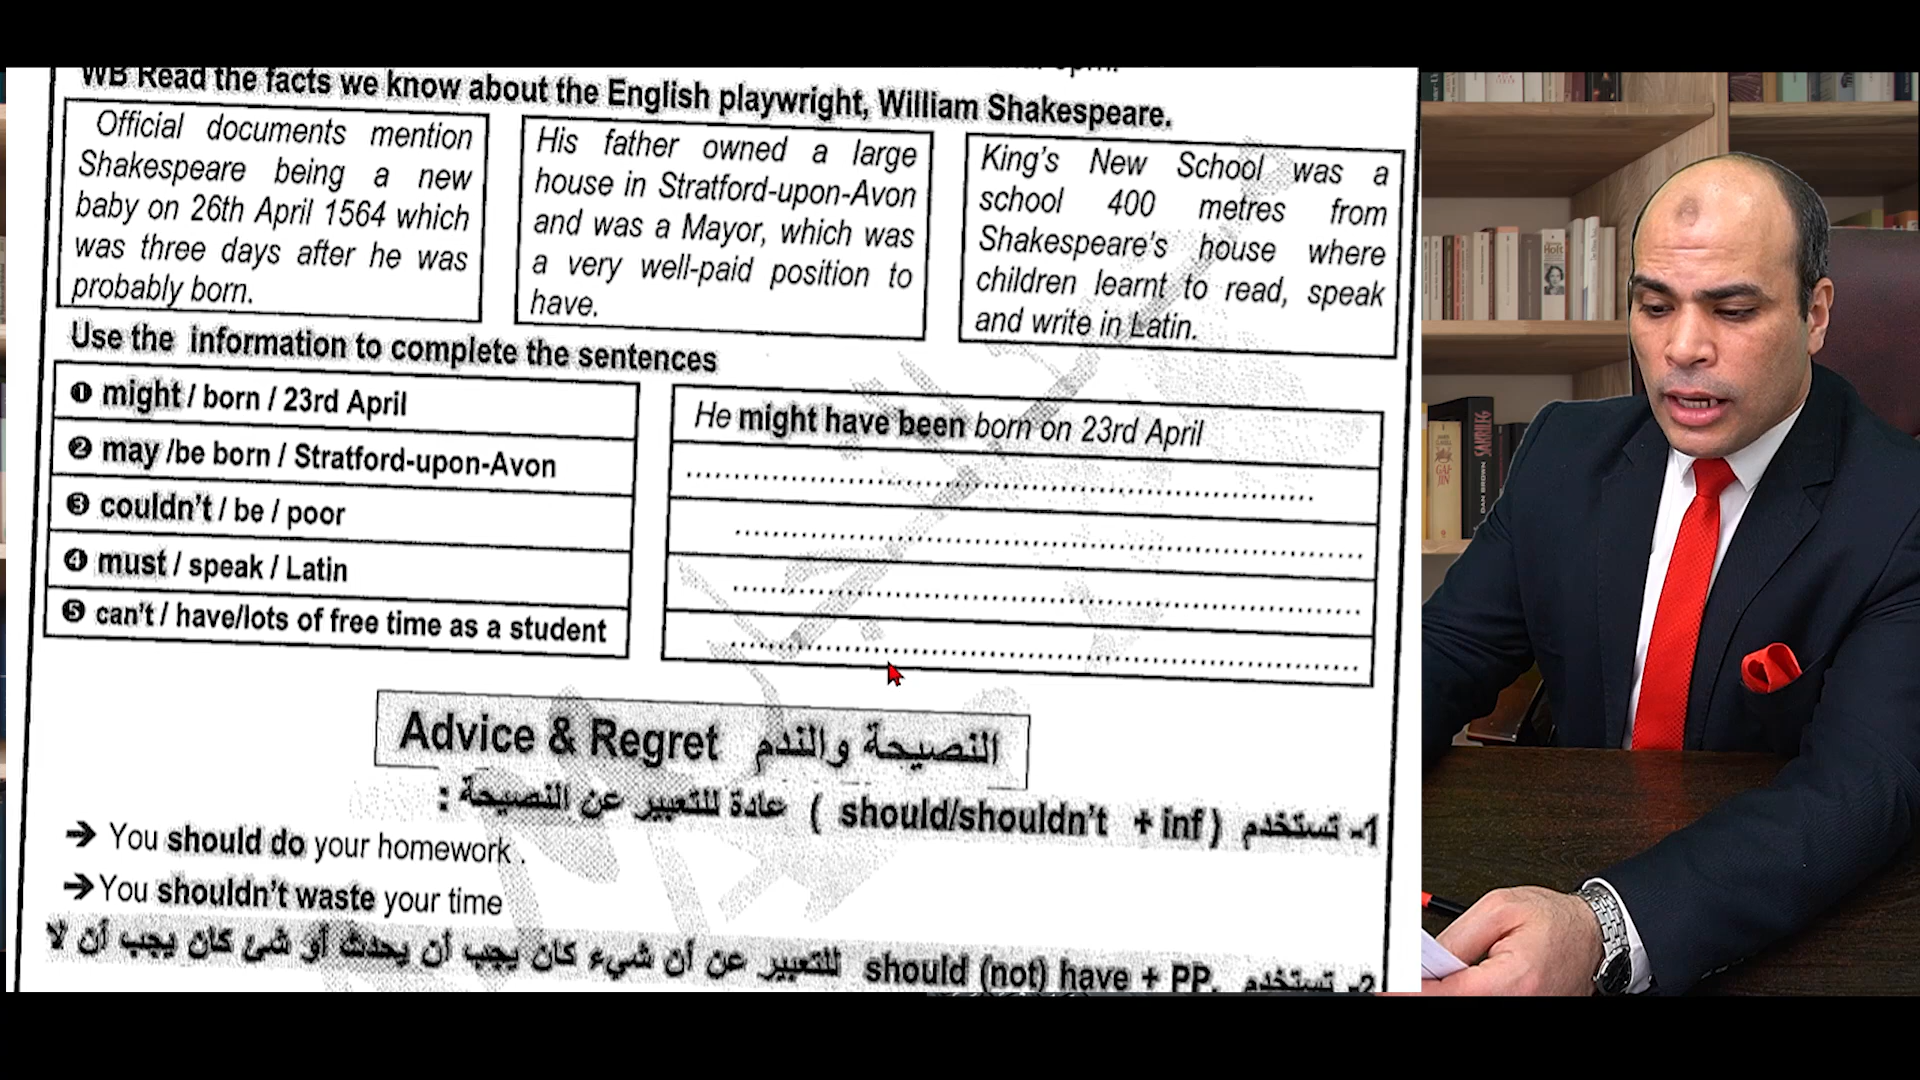 WB Read the facts we know about the English playwright, William Shakespeare.
Official documents mention
Shakespeare being a new
baby on 26th April 1564 which
was three days after he was
probably born.
His father owned a large
house in Stratford-upon-Avon
and was a Mayor, which was
a very well-paid position to
have.
King's New School was a
school 400 metres from
Shakespeare's house where
children learnt to read, speak
and write in Latin.
Use the information to complete the sentences
❶ might / born / 23rd April
❷ may /be born / Stratford-upon-Avon
❸ couldn't / be / poor
❹ must / speak / Latin
❺ can't / have/lots of free time as a student
He might have been born on 23rd April
Advice & Regret النصيحة والندم
1- تستخدم ( should/shouldn't + inf ) عادة للتعبير عن النصيحة :
➔ You should do your homework .
➔ You shouldn't waste your time
2- تستخدم should (not) have + PP. للتعبير عن أن شيء كان يجب أن يحدث أو شئ كان يجب أن لا
DAN BROWN